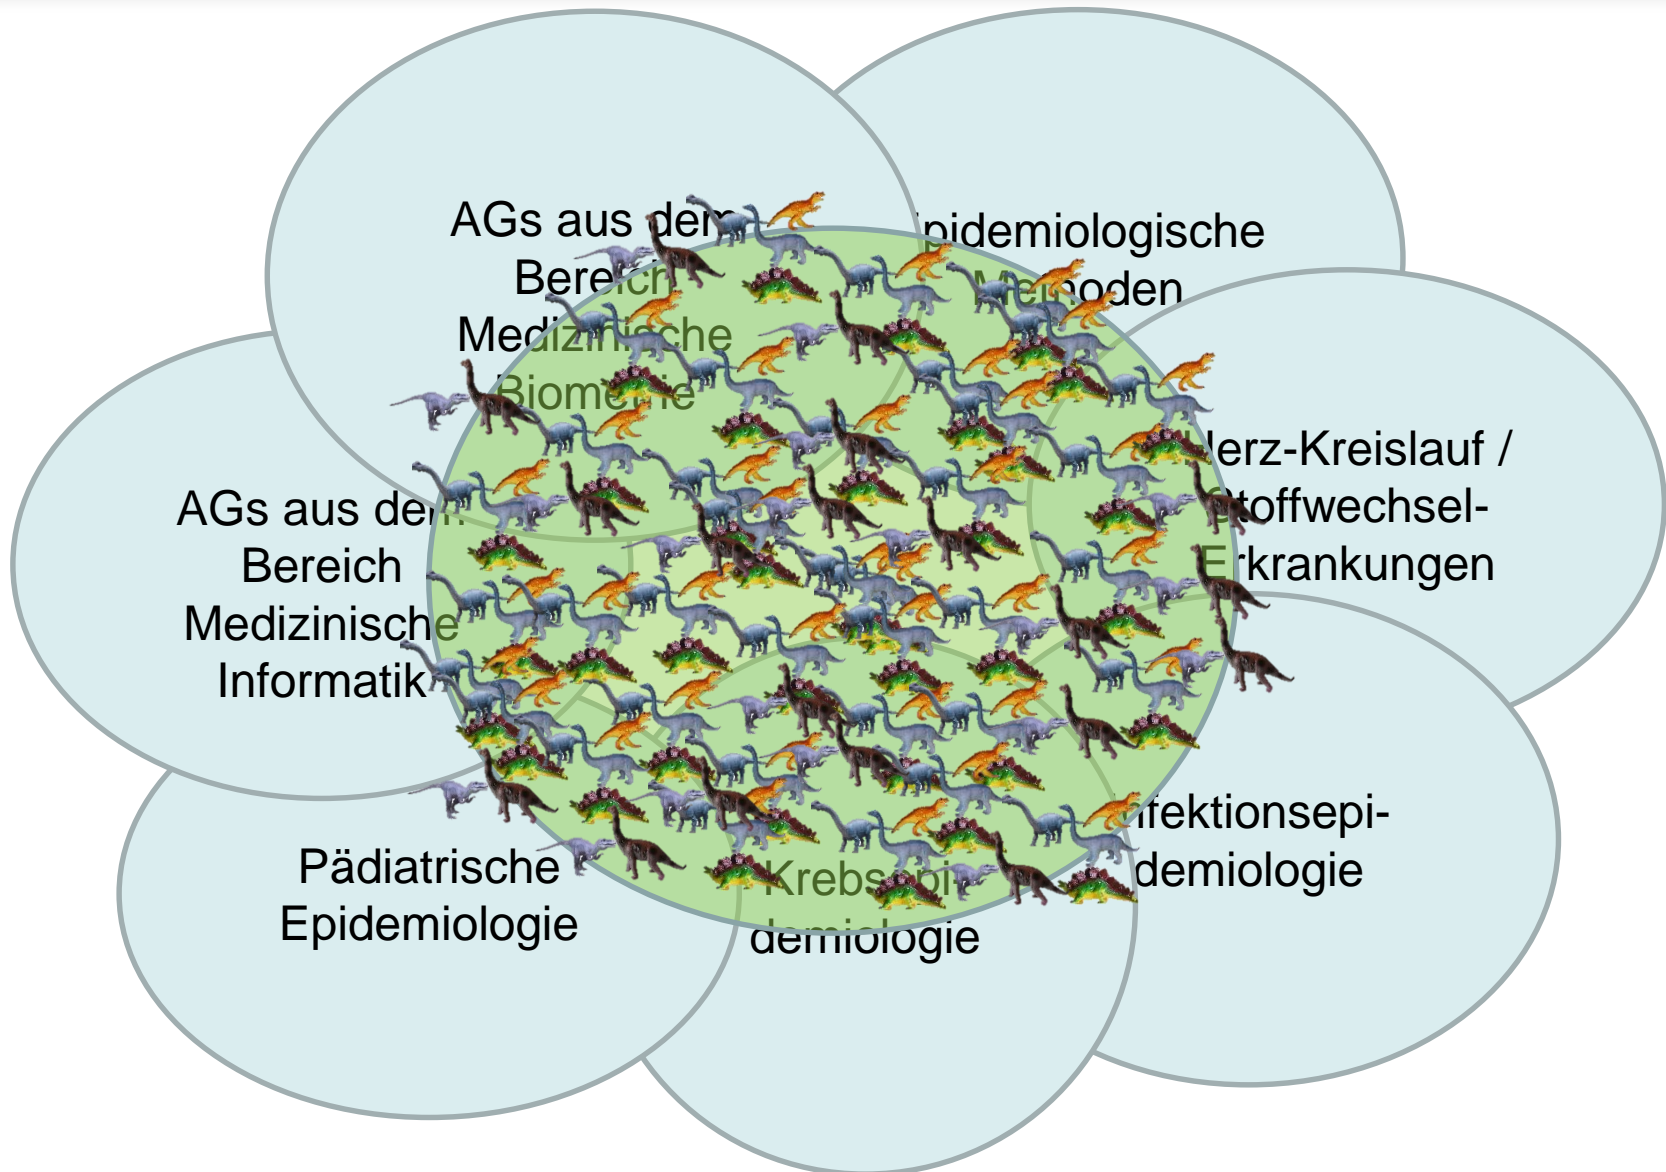 AGs aus dem
Bereich
Medizinische
Biometrie
pidemiologische
Methoden
Herz-Kreislauf /
Stoffwechsel-
Erkrankungen
AGs aus dem
Bereich
Medizinische
Informatik
nfektionsepi-
demiologie
Pädiatrische
Epidemiologie
Krebsepi-
demiologie